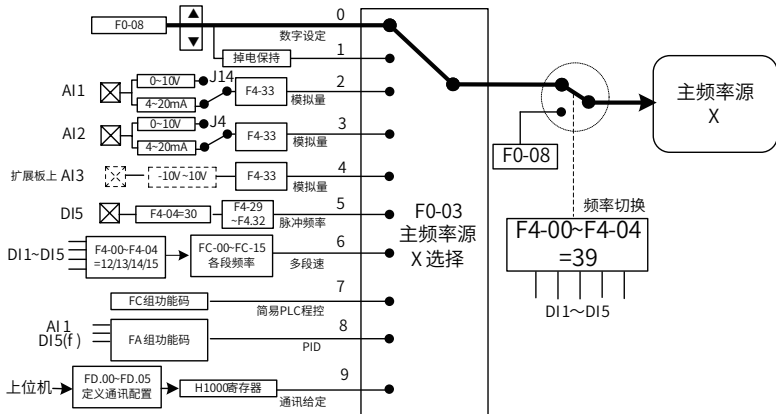 F0-08
0
数字设定
掉电保持
1
AI1
0~10V
4~20mA
J14
F4-33
2
模拟量
AI2
0~10V
4~20mA
J4
F4-33
3
模拟量
扩展板上 AI3
-10V~10V
F4-33
4
模拟量
DI5
F4-04=30
F4-29
~F4.32
5
脉冲频率
DI1~DI5
F4-00~F4-04
=12/13/14/15
FC-00~FC-15
各段频率
6
多段速
FC组功能码
7
简易PLC程控
AI1
DI5(f)
FA组功能码
8
PID
上位机
FD.00~FD.05
定义通讯配置
H1000寄存器
9
通讯给定
F0-03
主频率源
X 选择
F0-08
主频率源
X
频率切换
F4-00~F4-04
=39
DI1～DI5